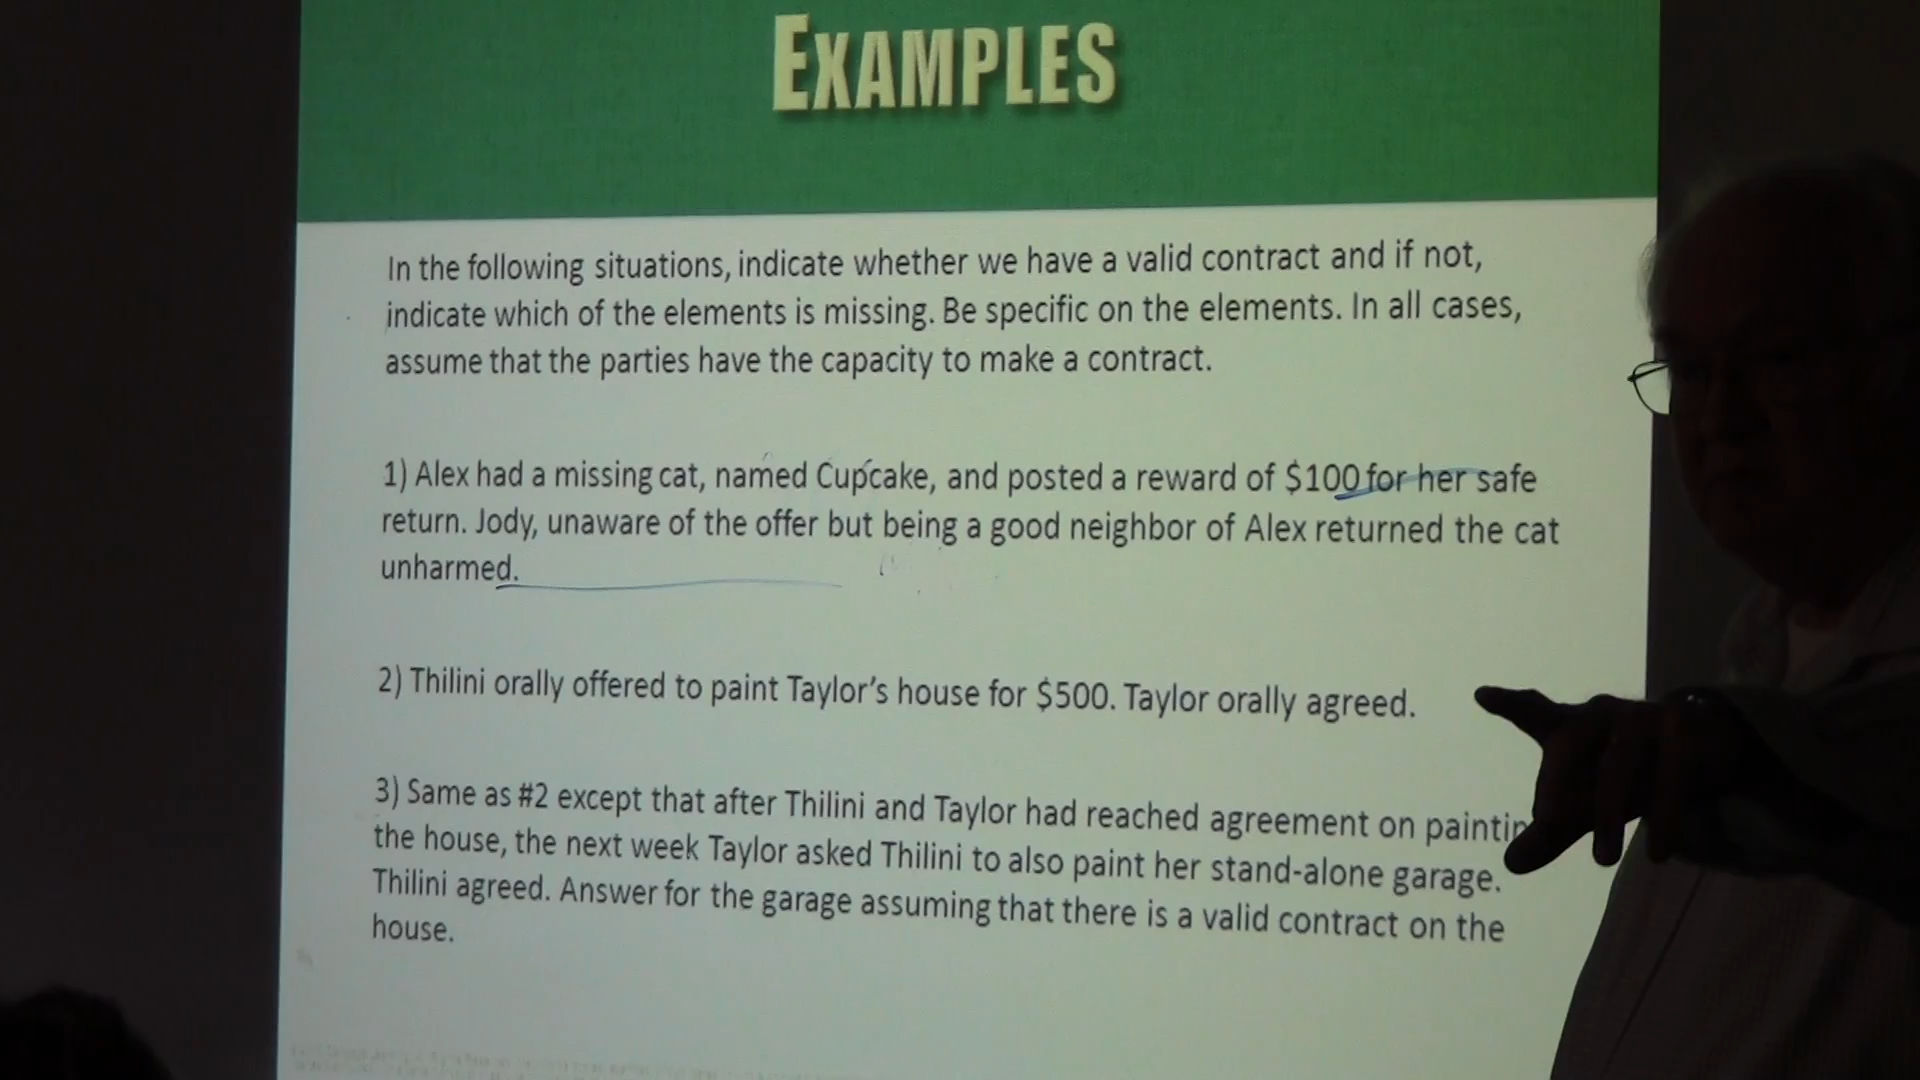 EXAMPLES
In the following situations, indicate whether we have a valid contract and if not,
indicate which of the elements is missing. Be specific on the elements. In all cases,
assume that the parties have the capacity to make a contract.
1) Alex had a missing cat, named Cupcake, and posted a reward of $100 for her safe
return. Jody, unaware of the offer but being a good neighbor of Alex returned the cat
unharmed.
2) Thilini orally offered to paint Taylor's house for $500. Taylor orally agreed.
3) Same as #2 except that after Thilini and Taylor had reached agreement on paintin
the house, the next week Taylor asked Thilini to also paint her stand-alone garage.
Thilini agreed. Answer for the garage assuming that there is a valid contract on the
house.